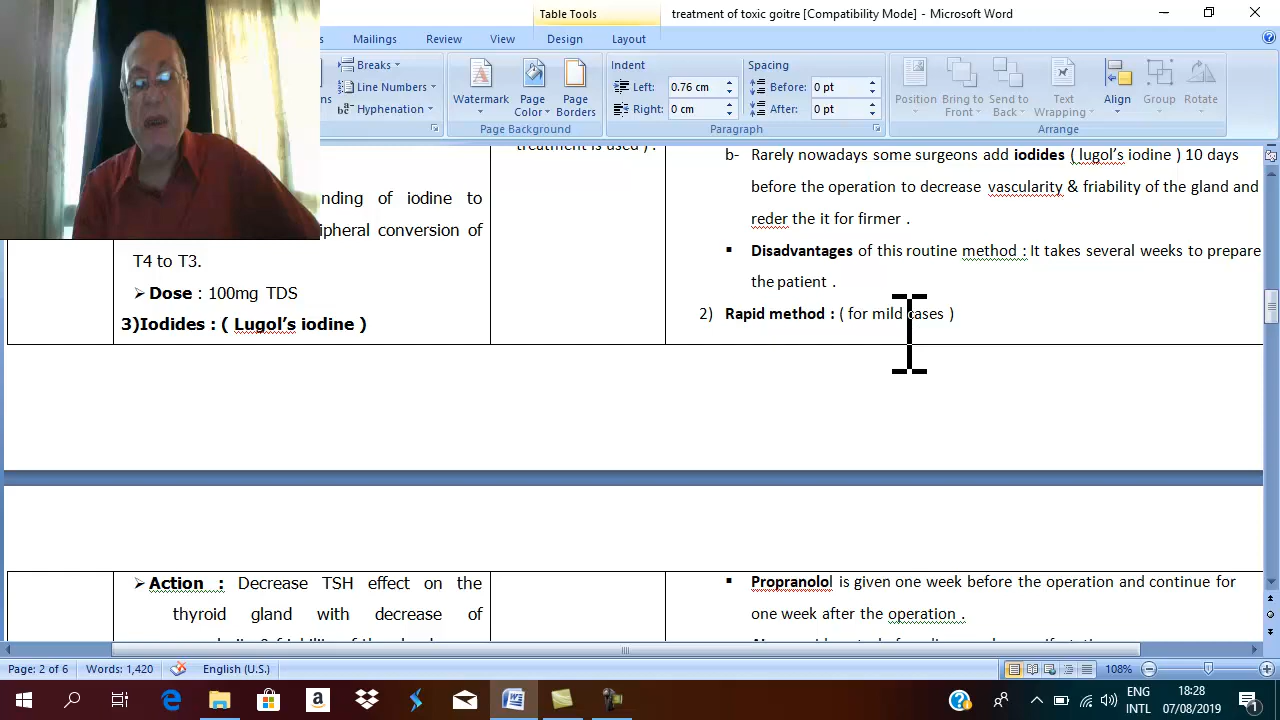 Table Tools
treatment of toxic goitre [Compatibility Mode] - Microsoft Word
Mailings
Review
View
Design
Layout
Breaks
Line Numbers
Hyphenation
Watermark
Page Color
Page Borders
Page Background
Indent
Left: 0.76 cm
Right: 0 cm
Spacing
Before: 0 pt
After: 0 pt
Paragraph
Position
Bring to Front
Send to Back
Text Wrapping
Align
Group
Rotate
Arrange
nding of iodine to
ipheral conversion of
T4 to T3.
Dose : 100mg TDS
3)Iodides : ( Lugol's iodine )
treatment is used ) .
b- Rarely nowadays some surgeons add iodides ( lugol's iodine ) 10 days
before the operation to decrease vascularity & friability of the gland and
reder the it for firmer .
Disadvantages of this routine method : It takes several weeks to prepare
the patient .
2) Rapid method : ( for mild cases )
Action : Decrease TSH effect on the
thyroid gland with decrease of
Propranolol is given one week before the operation and continue for
one week after the operation .
Page: 2 of 6
Words: 1,420
English (U.S.)
108%
ENG
INTL
18:28
07/08/2019